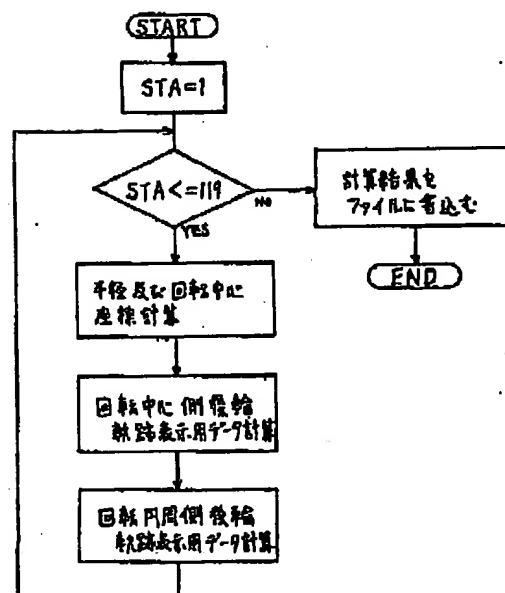 START
STA=1
STA<=119
NO
YES
計算結果を
ファイルに書込む
END
半径及び回転中心
座標計算
回転中心側後輪
軌跡表示用データ計算
回転円周側後輪
軌跡表示用データ計算